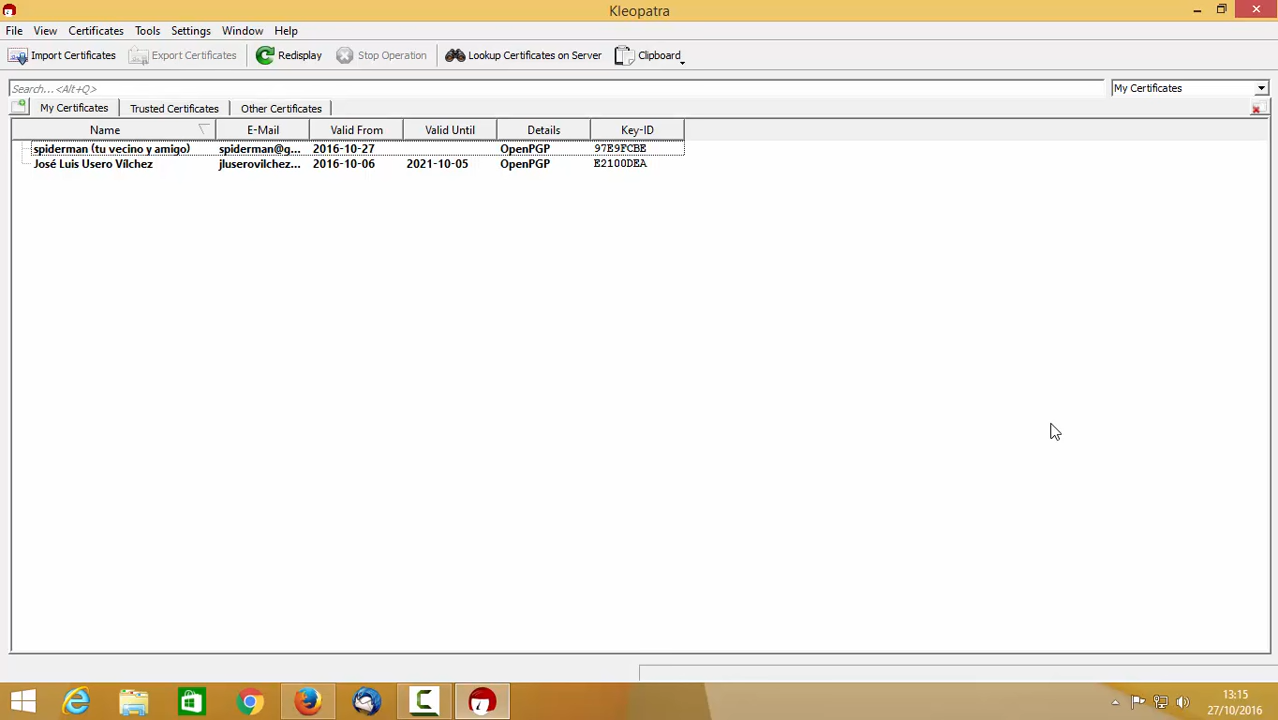 Kleopatra
File View Certificates Tools Settings Window Help
Import Certificates Export Certificates Redisplay Stop Operation Lookup Certificates on Server Clipboard
Search...<Alt+Q> My Certificates
My Certificates Trusted Certificates Other Certificates
Name E-Mail Valid From Valid Until Details Key-ID
spiderman (tu vecino y amigo) spiderman@g... 2016-10-27 OpenPGP 97E9FCBE
José Luis Usero Vílchez jluserovilchez... 2016-10-06 2021-10-05 OpenPGP E2100DEA
13:15
27/10/2016